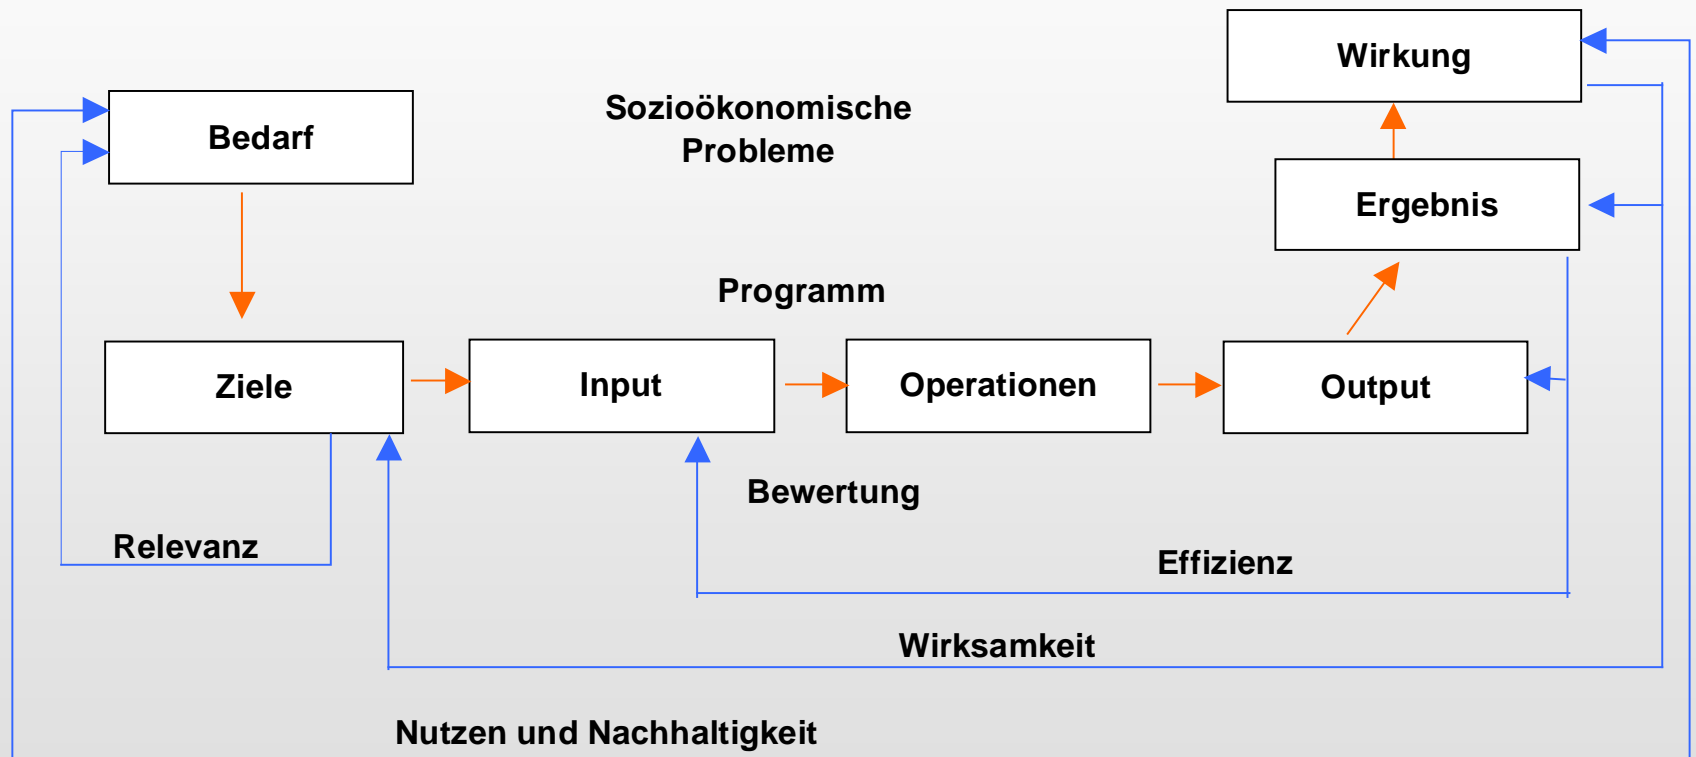 Wirkung
Sozioökonomische
Probleme
Bedarf
Ergebnis
Programm
Ziele
Input
Operationen
Output
Bewertung
Relevanz
Effizienz
Wirksamkeit
Nutzen und Nachhaltigkeit